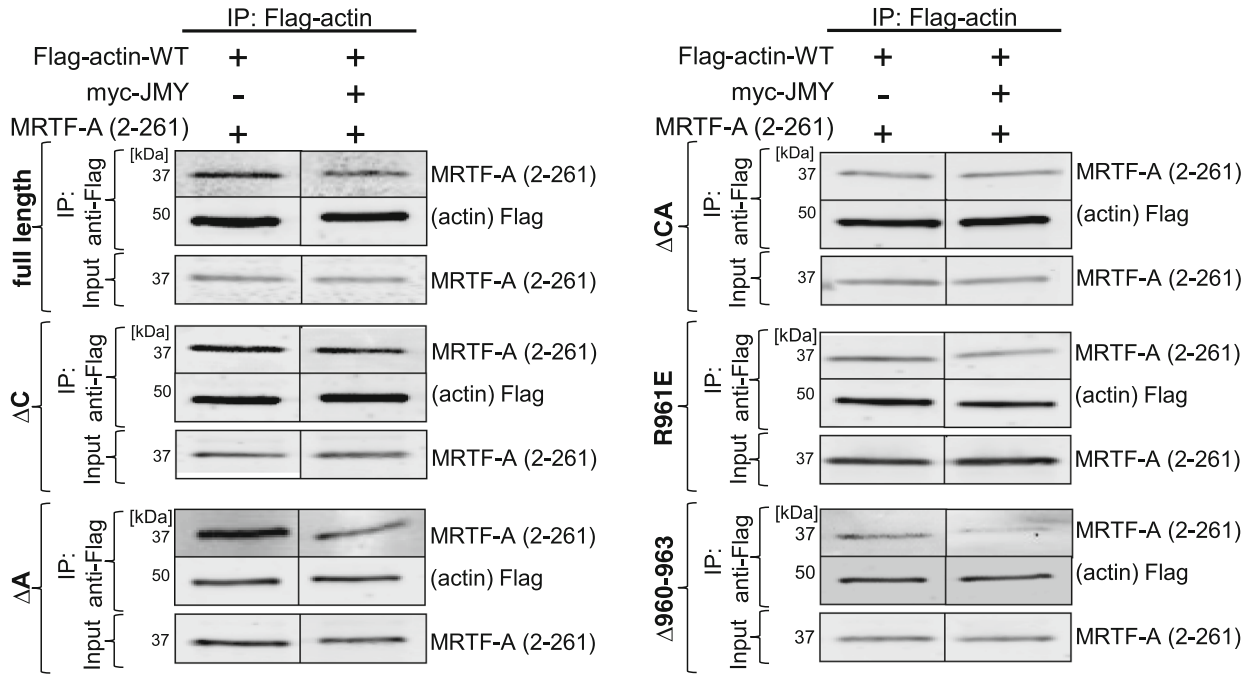 IP: Flag-actin
Flag-actin-WT + +
myc-JMY - +
MRTF-A (2-261) + +
full length
IP:
anti-Flag
[kDa]
37 MRTF-A (2-261)
50 (actin) Flag
Input
37 MRTF-A (2-261)
ΔC
IP:
anti-Flag
[kDa]
37 MRTF-A (2-261)
50 (actin) Flag
Input
37 MRTF-A (2-261)
ΔA
IP:
anti-Flag
[kDa]
37 MRTF-A (2-261)
50 (actin) Flag
Input
37 MRTF-A (2-261)
IP: Flag-actin
Flag-actin-WT + +
myc-JMY - +
MRTF-A (2-261) + +
ΔCA
IP:
anti-Flag
[kDa]
37 MRTF-A (2-261)
50 (actin) Flag
Input
37 MRTF-A (2-261)
R961E
IP:
anti-Flag
[kDa]
37 MRTF-A (2-261)
50 (actin) Flag
Input
37 MRTF-A (2-261)
Δ960-963
IP:
anti-Flag
[kDa]
37 MRTF-A (2-261)
50 (actin) Flag
Input
37 MRTF-A (2-261)